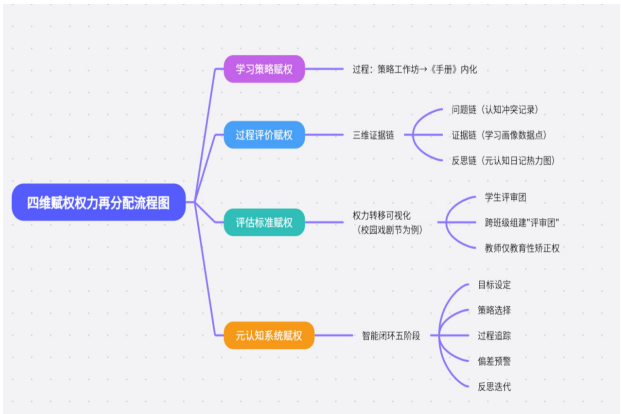 四维赋权权力再分配流程图
学习策略赋权
过程：策略工作坊→《手册》内化
过程评价赋权
三维证据链
问题链（认知冲突记录）
证据链（学习画像数据点）
反思链（元认知日记热力图）
评估标准赋权
权力转移可视化
（校园戏剧节为例）
学生评审团
跨班级组建"评审团"
教师仅教育性矫正权
元认知系统赋权
智能闭环五阶段
目标设定
策略选择
过程追踪
偏差预警
反思迭代